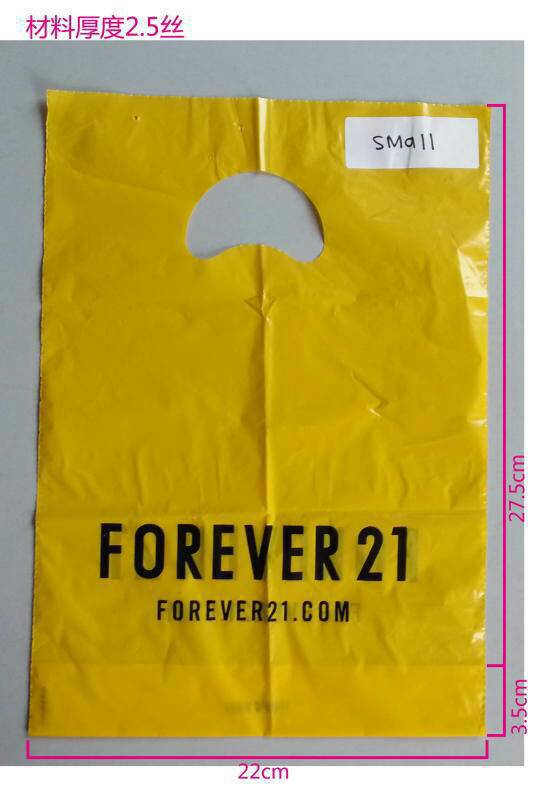 材料厚度2.5丝
SMall
27.5cm
FOREVER 21
FOREVER21.COM
3.5cm
22cm